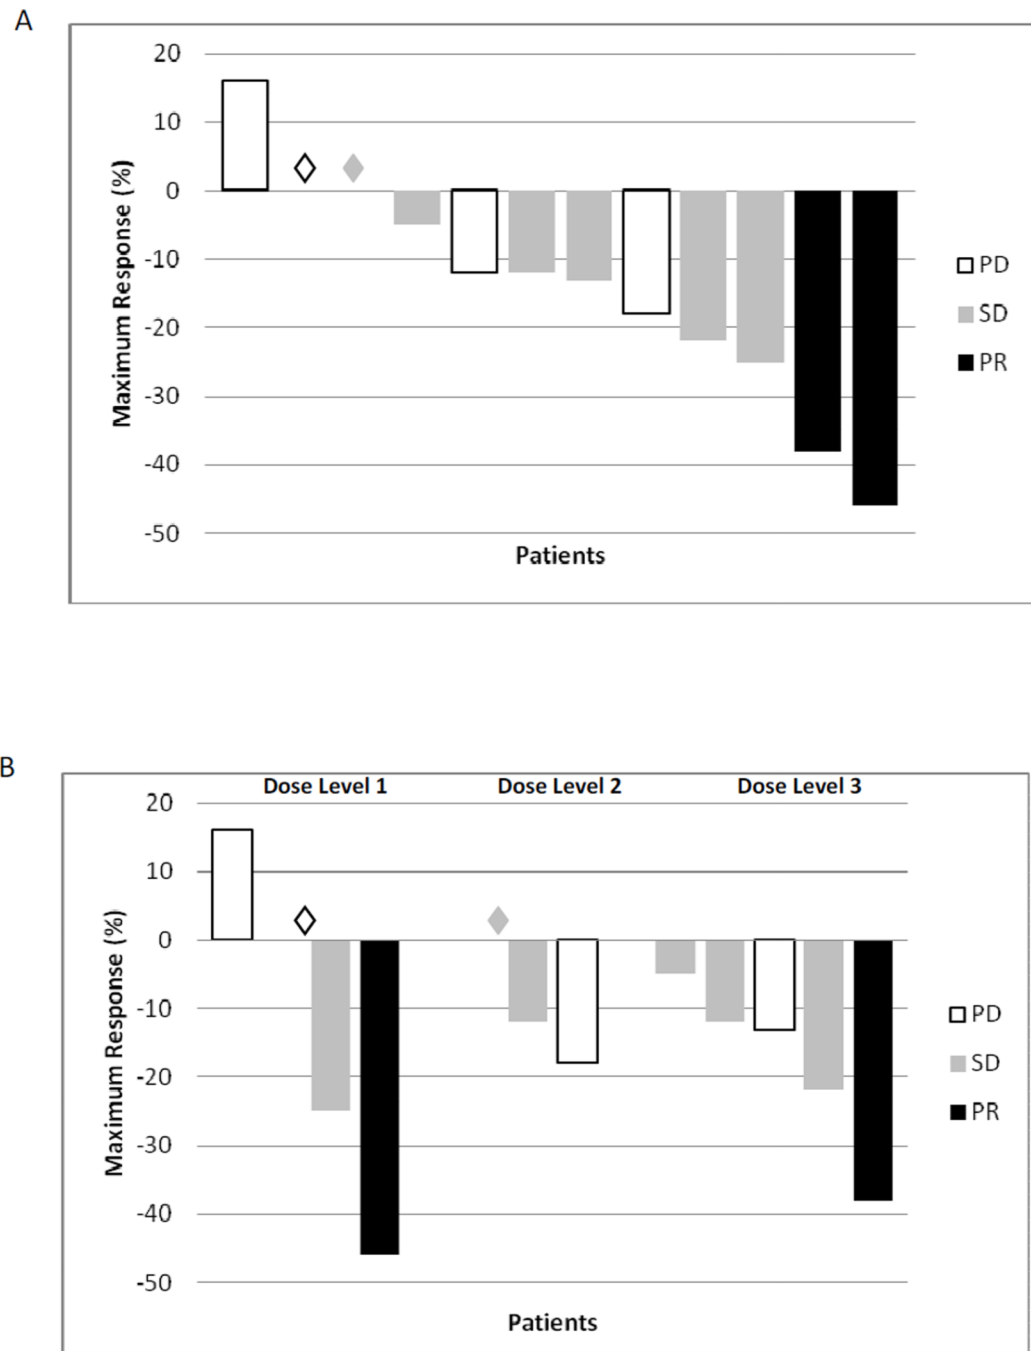 A
20
10
0
-10
-20
-30
-40
-50
Maximum Response (%)
Patients
PD
SD
PR
B
Dose Level 1 Dose Level 2 Dose Level 3
20
10
0
-10
-20
-30
-40
-50
Maximum Response (%)
Patients
PD
SD
PR